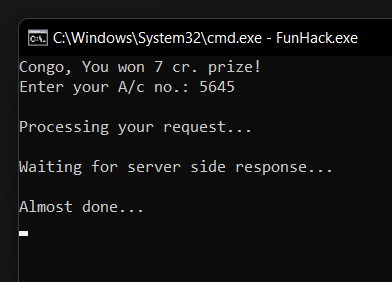 C:\Windows\System32\cmd.exe - FunHack.exe
Congo, You won 7 cr. prize!
Enter your A/c no.: 5645
Processing your request...
Waiting for server side response...
Almost done...